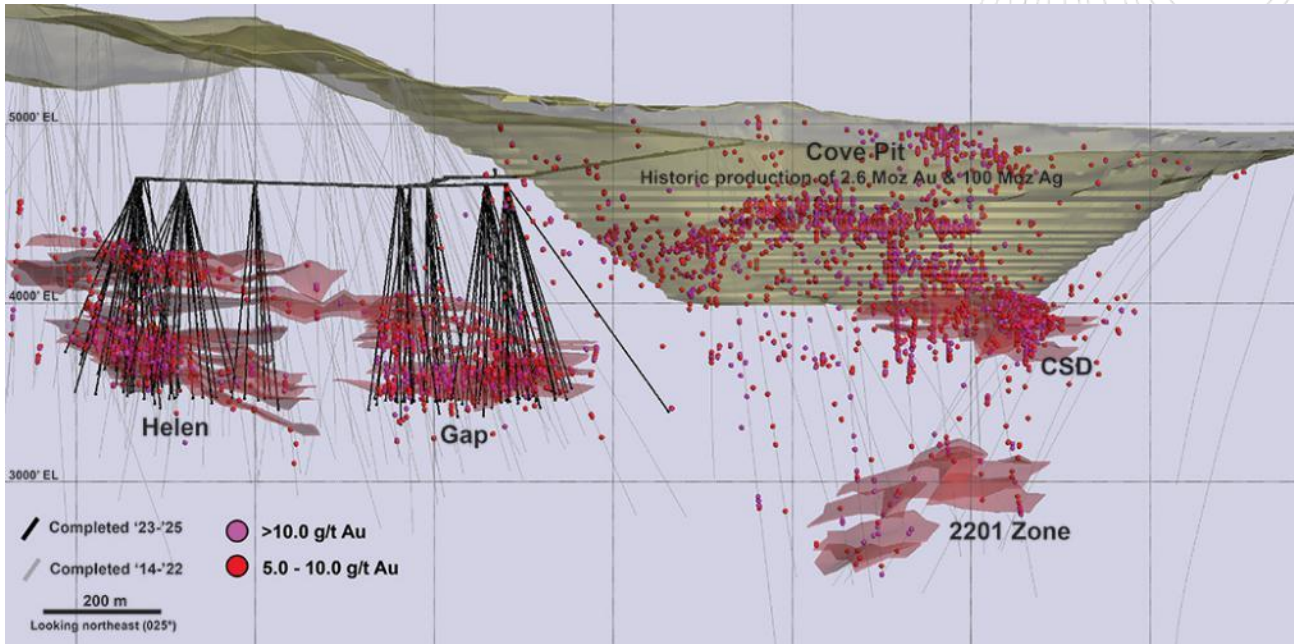 5000' EL
Cove Pit
Historic production of 2.6 Moz Au & 100 Moz Ag
4000' EL
CSD
Helen
Gap
3000' EL
2201 Zone
Completed '23-'25
>10.0 g/t Au
Completed '14-'22
5.0 - 10.0 g/t Au
200 m
Looking northeast (025°)